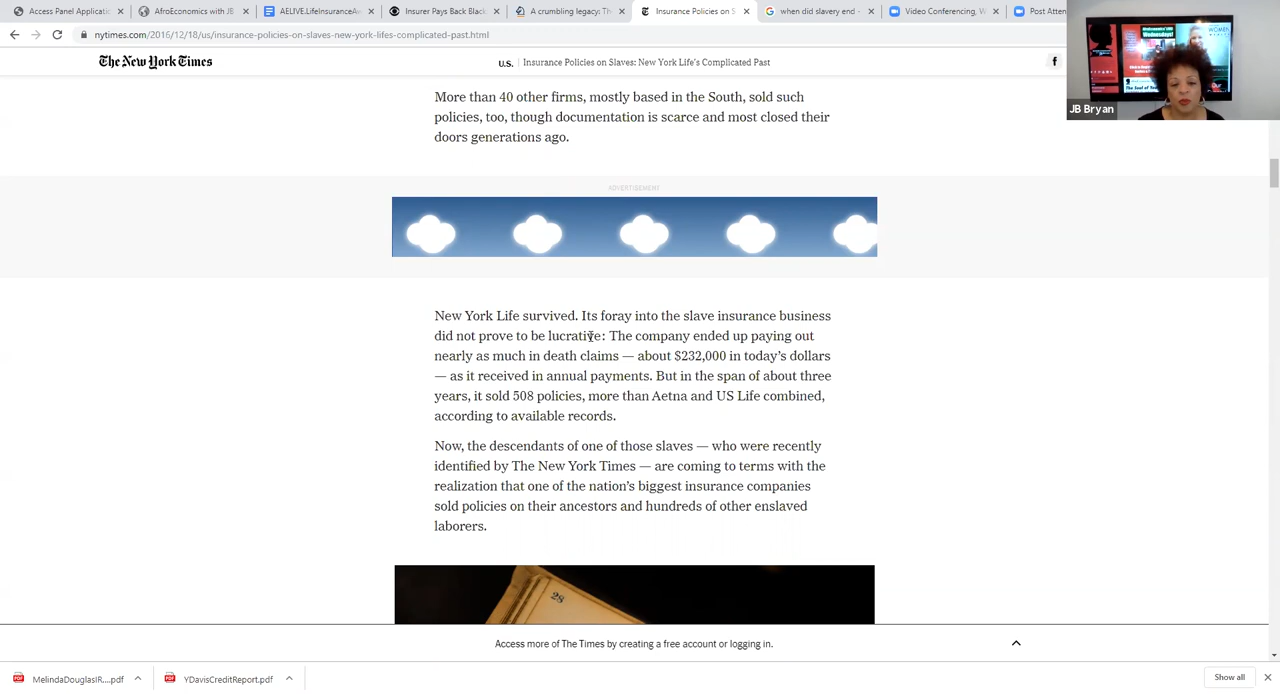 Access Panel Applicatio
AfroEconomics with JB
AELIVE.LifeInsuranceAw
Insurer Pays Back Black
A crumbling legacy: The
Insurance Policies on S
when did slavery end -
Video Conferencing, W
Post Atten
nytimes.com/2016/12/18/us/insurance-policies-on-slaves-new-york-lifes-complicated-past.html
The New York Times
U.S. | Insurance Policies on Slaves: New York Life's Complicated Past
JB Bryan
More than 40 other firms, mostly based in the South, sold such
policies, too, though documentation is scarce and most closed their
doors generations ago.
ADVERTISEMENT
New York Life survived. Its foray into the slave insurance business
did not prove to be lucrative: The company ended up paying out
nearly as much in death claims — about $232,000 in today's dollars
— as it received in annual payments. But in the span of about three
years, it sold 508 policies, more than Aetna and US Life combined,
according to available records.
Now, the descendants of one of those slaves — who were recently
identified by The New York Times — are coming to terms with the
realization that one of the nation's biggest insurance companies
sold policies on their ancestors and hundreds of other enslaved
laborers.
28
Access more of The Times by creating a free account or logging in.
MelindaDouglasIR....pdf
YDavisCreditReport.pdf
Show all